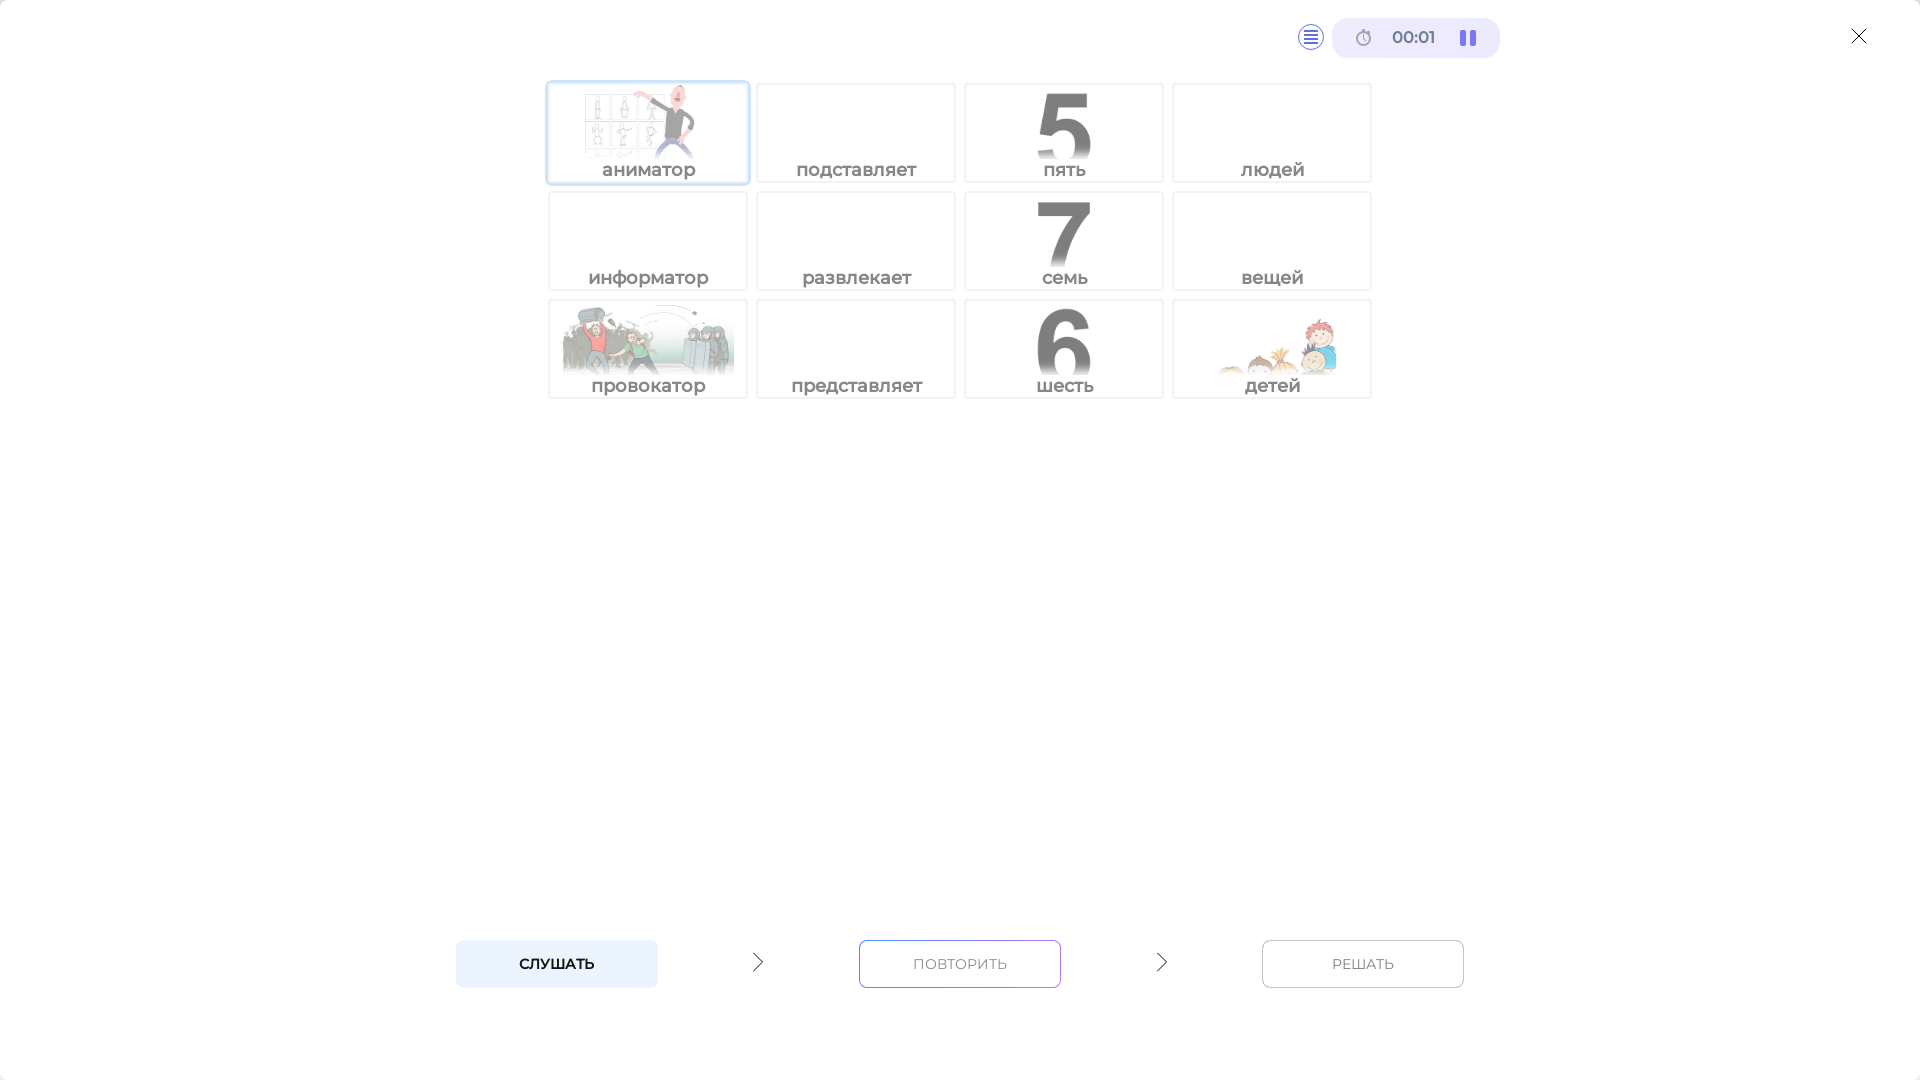 00:01
5
аниматор
подставляет
пять
людей
7
информатор
развлекает
семь
вещей
6
провокатор
представляет
шесть
детей
СЛУШАТЬ
ПОВТОРИТЬ
РЕШАТЬ